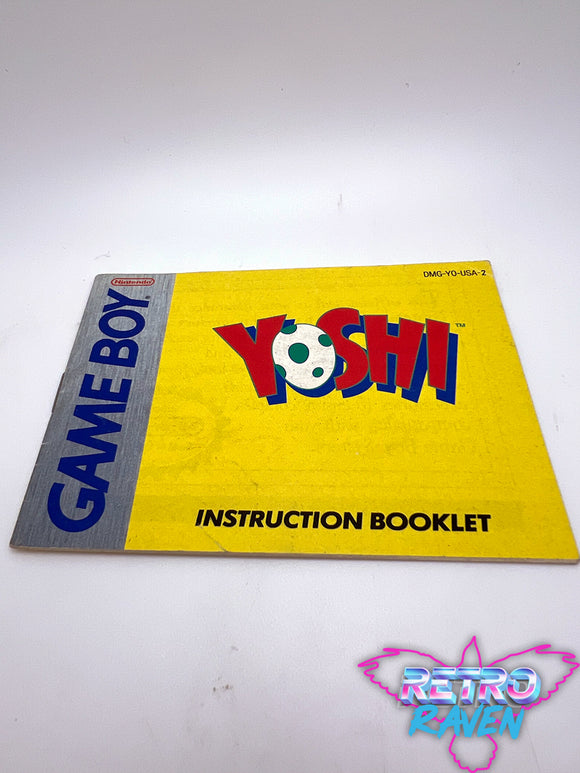 DMG-YO-USA-2
Nintendo
GAME BOY
YOSHI™
INSTRUCTION BOOKLET
RETRO
RAVEN